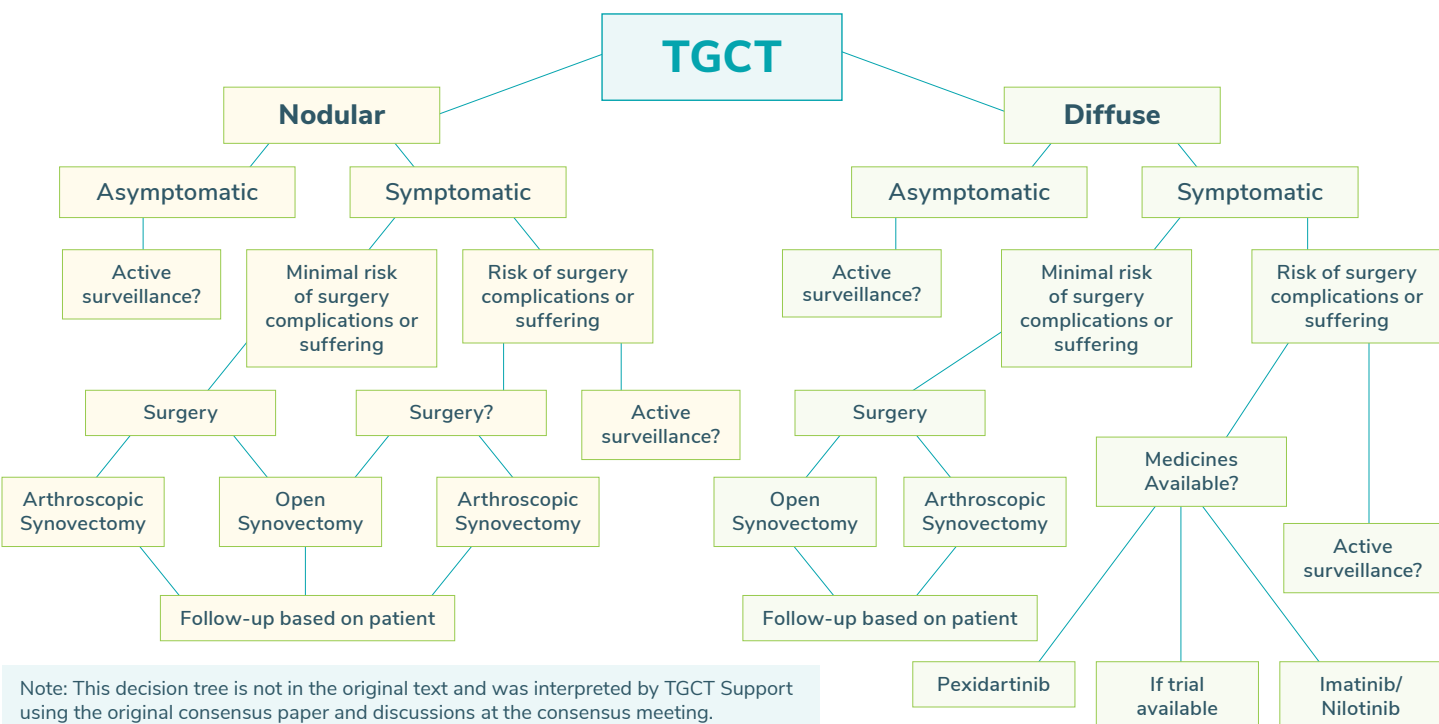 TGCT
Nodular
Diffuse
Asymptomatic
Symptomatic
Asymptomatic
Symptomatic
Active
surveillance?
Minimal risk
of surgery
complications or
suffering
Risk of surgery
complications or
suffering
Active
surveillance?
Minimal risk
of surgery
complications or
suffering
Risk of surgery
complications or
suffering
Surgery
Surgery?
Active
surveillance?
Surgery
Medicines
Available?
Arthroscopic
Synovectomy
Open
Synovectomy
Arthroscopic
Synovectomy
Open
Synovectomy
Arthroscopic
Synovectomy
Active
surveillance?
Follow-up based on patient
Follow-up based on patient
Pexidartinib
If trial
available
Imatinib/
Nilotinib
Note: This decision tree is not in the original text and was interpreted by TGCT Support
using the original consensus paper and discussions at the consensus meeting.